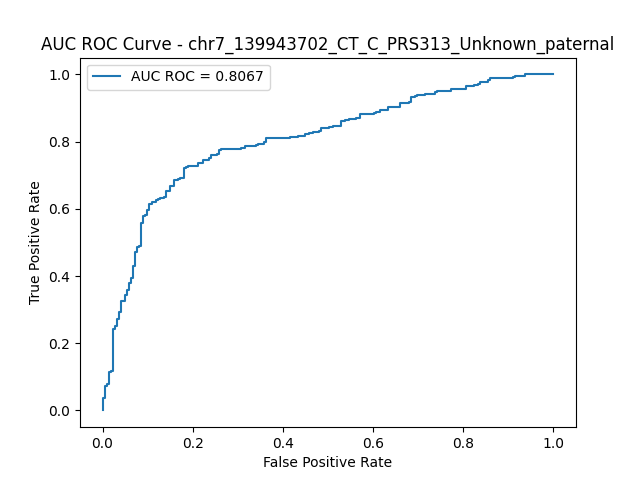 AUC ROC Curve - chr7_139943702_CT_C_PRS313_Unknown_paternal
AUC ROC = 0.8067
1.0
0.8
0.6
0.4
0.2
0.0
True Positive Rate
0.0 0.2 0.4 0.6 0.8 1.0
False Positive Rate